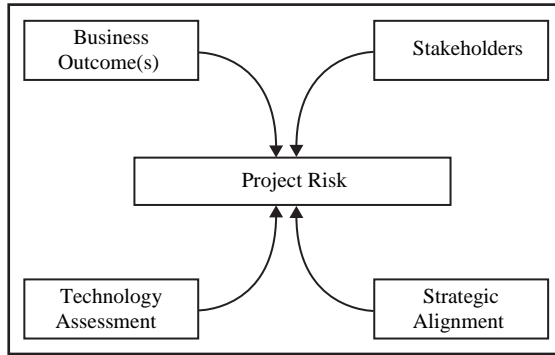 Business
Outcome(s)
Stakeholders
Project Risk
Technology
Assessment
Strategic
Alignment